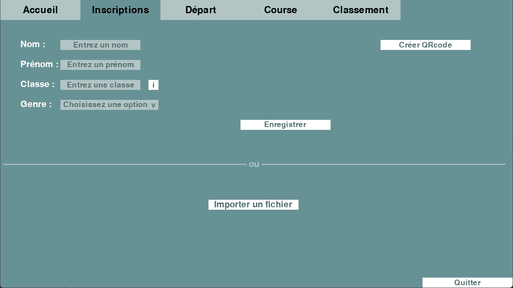 Accueil Inscriptions Départ Course Classement
Nom : Entrez un nom Créer QRcode
Prénom : Entrez un prénom
Classe : Entrez une classe i
Genre : Choisissez une option v
Enregistrer
ou
Importer un fichier
Quitter